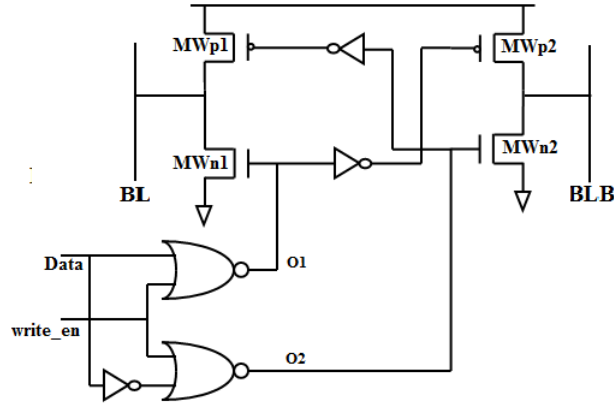 MWp1
MWp2
MWn1
MWn2
BL
BLB
Data
O1
write_en
O2